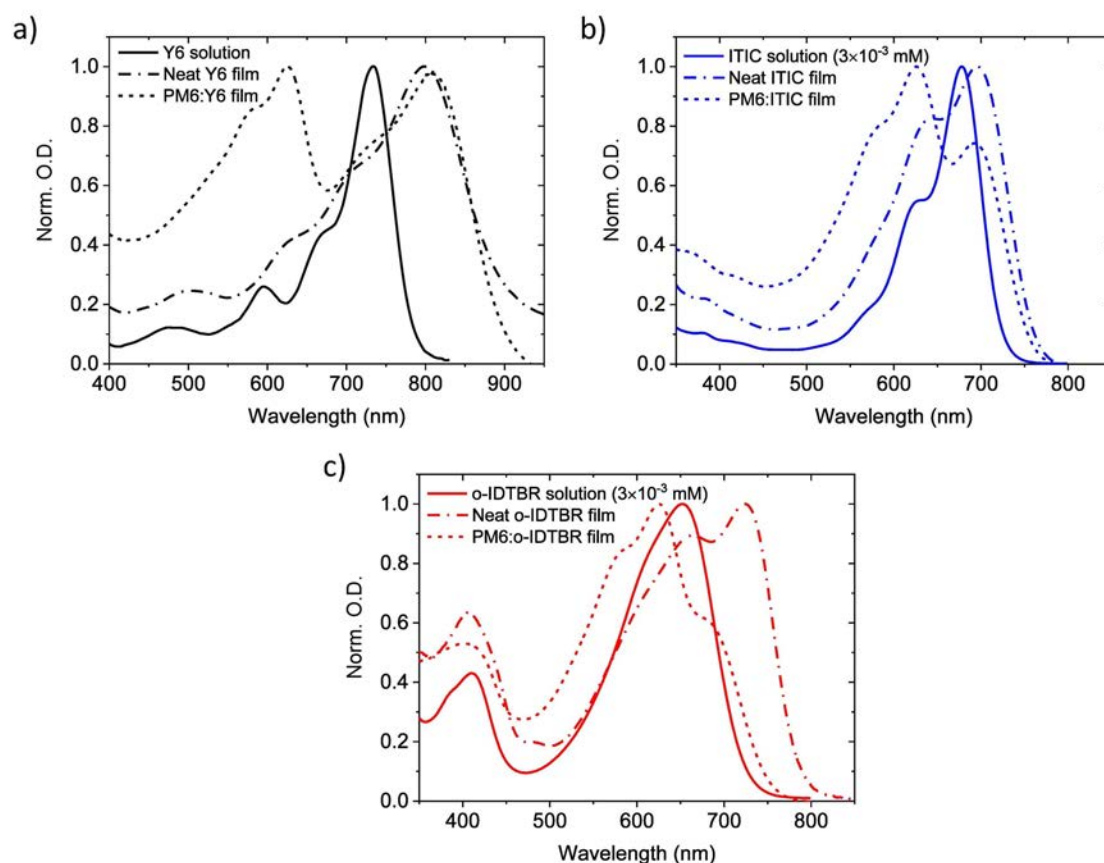 a)
Y6 solution
Neat Y6 film
PM6:Y6 film
1.0
0.8
0.6
0.4
0.2
0.0
Norm. O.D.
400 500 600 700 800 900
Wavelength (nm)
b)
ITIC solution (3×10⁻³ mM)
Neat ITIC film
PM6:ITIC film
1.0
0.8
0.6
0.4
0.2
0.0
Norm. O.D.
400 500 600 700 800
Wavelength (nm)
c)
o-IDTBR solution (3×10⁻³ mM)
Neat o-IDTBR film
PM6:o-IDTBR film
1.0
0.8
0.6
0.4
0.2
0.0
Norm. O.D.
400 500 600 700 800
Wavelength (nm)